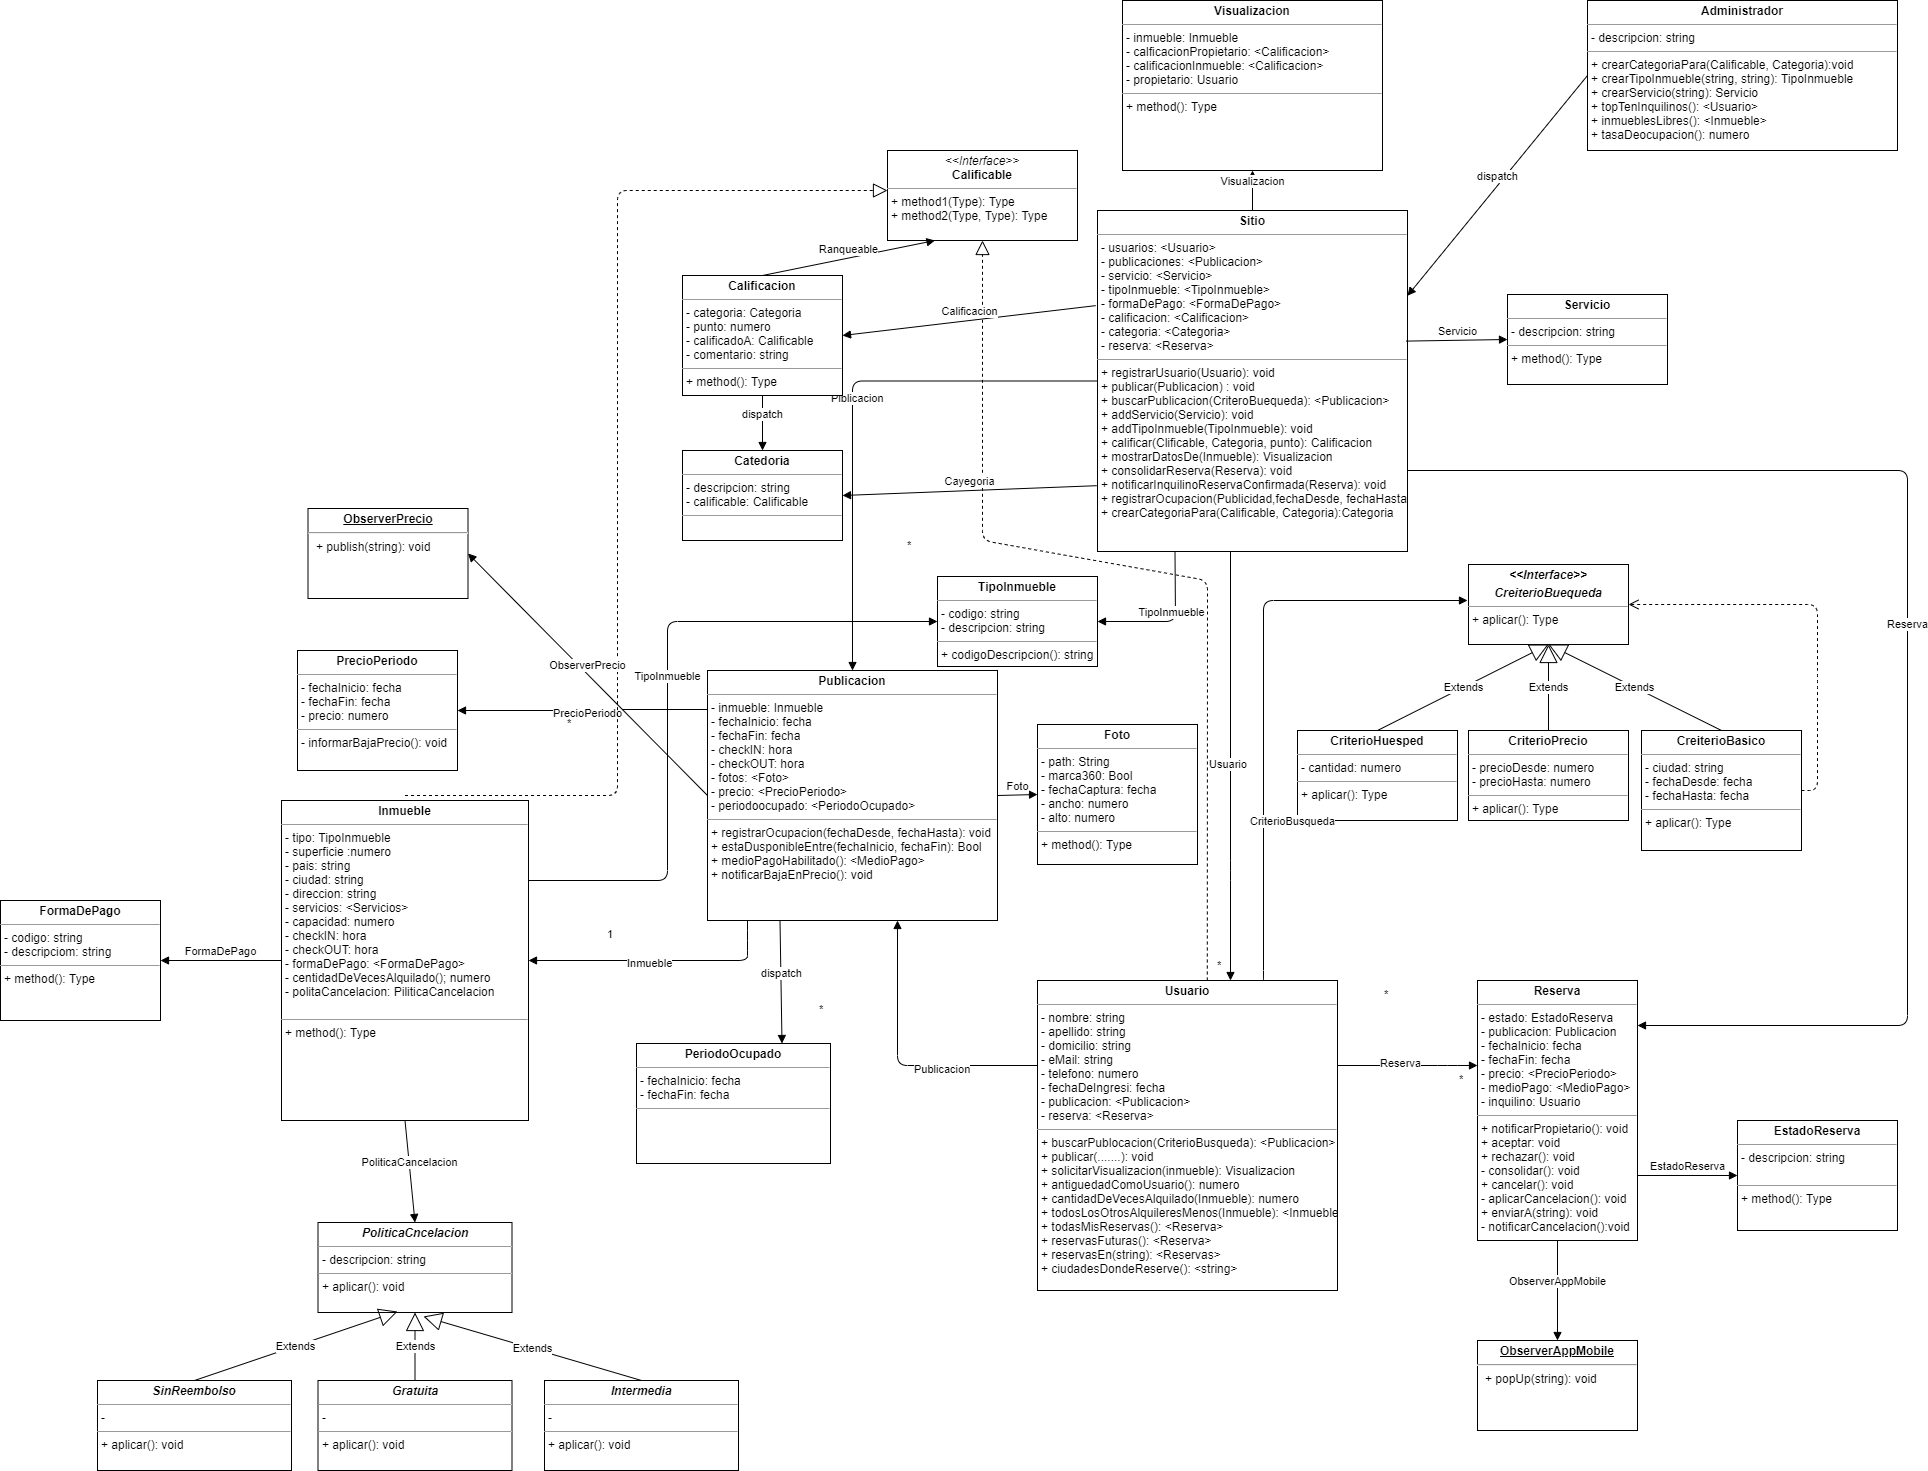 Visualizacion
- inmueble: Inmueble
- calficacionPropietario: <Calificacion>
- calificacionInmueble: <Calificacion>
- propietario: Usuario
+ method(): Type
Administrador
- descripcion: string
+ crearCategoriaPara(Calificable, Categoria):void
+ crearTipoInmueble(string, string): TipoInmueble
+ crearServicio(string): Servicio
+ topTenInquilinos(): <Usuario>
+ inmueblesLibres(): <Inmueble>
+ tasaDeocupacion(): numero
dispatch
Visualizacion
<<Interface>>
Calificable
+ method1(Type): Type
+ method2(Type, Type): Type
Ranqueable
Sitio
- usuarios: <Usuario>
- publicaciones: <Publicacion>
- servicio: <Servicio>
- tipoInmueble: <TipoInmueble>
- formaDePago: <FormaDePago>
- calificacion: <Calificacion>
- categoria: <Categoria>
- reserva: <Reserva>
+ registrarUsuario(Usuario): void
+ publicar(Publicacion) : void
+ buscarPublicacion(CriteroBuequeda): <Publicacion>
+ addServicio(Servicio): void
+ addTipoInmueble(TipoInmueble): void
+ calificar(Clificable, Categoria, punto): Calificacion
+ mostrarDatosDe(Inmueble): Visualizacion
+ consolidarReserva(Reserva): void
+ notificarInquilinoReservaConfirmada(Reserva): void
+ registrarOcupacion(Publicidad,fechaDesde, fechaHasta
+ crearCategoriaPara(Calificable, Categoria):Categoria
Calificacion
- categoria: Categoria
- punto: numero
- calificadoA: Calificable
- comentario: string
+ method(): Type
Calificacion
Servicio
Servicio
- descripcion: string
+ method(): Type
Piblicacion
dispatch
Catedoria
- descripcion: string
- calificable: Calificable
Cayegoria
*
ObserverPrecio
+ publish(string): void
ObserverPrecio
TipoInmueble
- codigo: string
- descripcion: string
+ codigoDescripcion(): string
TipoInmueble
TipoInmueble
Reserva
<<Interface>>
CreiterioBuequeda
+ aplicar(): Type
Extends
Extends
Extends
PrecioPeriodo
- fechaInicio: fecha
- fechaFin: fecha
- precio: numero
- informarBajaPrecio(): void
PrecioPeriodo
*
Publicacion
- inmueble: Inmueble
- fechaInicio: fecha
- fechaFin: fecha
- checkIN: hora
- checkOUT: hora
- fotos: <Foto>
- precio: <PrecioPeriodo>
- periodoocupado: <PeriodoOcupado>
+ registrarOcupacion(fechaDesde, fechaHasta): void
+ estaDusponibleEntre(fechaInicio, fechaFin): Bool
+ medioPagoHabilitado(): <MedioPago>
+ notificarBajaEnPrecio(): void
Foto
Foto
- path: String
- marca360: Bool
- fechaCaptura: fecha
- ancho: numero
- alto: numero
+ method(): Type
Usuario
CriterioHuesped
- cantidad: numero
+ aplicar(): Type
CriterioPrecio
- precioDesde: numero
- precioHasta: numero
+ aplicar(): Type
CreiterioBasico
- ciudad: string
- fechaDesde: fecha
- fechaHasta: fecha
+ aplicar(): Type
CriterioBusqueda
Inmueble
- tipo: TipoInmueble
- superficie :numero
- pais: string
- ciudad: string
- direccion: string
- servicios: <Servicios>
- capacidad: numero
- checkIN: hora
- checkOUT: hora
- formaDePago: <FormaDePago>
- centidadDeVecesAlquilado(); numero
- politaCancelacion: PiliticaCancelacion
+ method(): Type
FormaDePago
- codigo: string
- descripciom: string
+ method(): Type
FormaDePago
1
Inmueble
dispatch
*
PeriodoOcupado
- fechaInicio: fecha
- fechaFin: fecha
Publicacion
*
Usuario
- nombre: string
- apellido: string
- domicilio: string
- eMail: string
- telefono: numero
- fechaDeIngresi: fecha
- publicacion: <Publicacion>
- reserva: <Reserva>
+ buscarPublocacion(CriterioBusqueda): <Publicacion>
+ publicar(.......): void
+ solicitarVisualizacion(inmueble): Visualizacion
+ antiguedadComoUsuario(): numero
+ cantidadDeVecesAlquilado(Inmueble): numero
+ todosLosOtrosAlquileresMenos(Inmueble): <Inmueble
+ todasMisReservas(): <Reserva>
+ reservasFuturas(): <Reserva>
+ reservasEn(string): <Reservas>
+ ciudadesDondeReserve(): <string>
*
Reserva
*
Reserva
- estado: EstadoReserva
- publicacion: Publicacion
- fechaInicio: fecha
- fechaFin: fecha
- precio: <PrecioPeriodo>
- medioPago: <MedioPago>
- inquilino: Usuario
+ notificarPropietario(): void
+ aceptar: void
+ rechazar(): void
- consolidar(): void
+ cancelar(): void
- aplicarCancelacion(): void
+ enviarA(string): void
- notificarCancelacion():void
EstadoReserva
EstadoReserva
- descripcion: string
+ method(): Type
ObserverAppMobile
ObserverAppMobile
+ popUp(string): void
PoliticaCancelacion
PoliticaCncelacion
- descripcion: string
+ aplicar(): void
Extends
Extends
Extends
SinReembolso
-
+ aplicar(): void
Gratuita
-
+ aplicar(): void
Intermedia
-
+ aplicar(): void